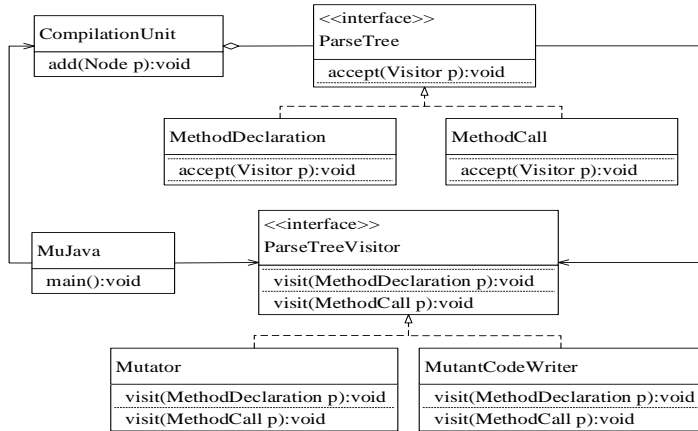 CompilationUnit
add(Node p):void
<<interface>>
ParseTree
accept(Visitor p):void
MethodDeclaration
accept(Visitor p):void
MethodCall
accept(Visitor p):void
MuJava
main():void
<<interface>>
ParseTreeVisitor
visit(MethodDeclaration p):void
visit(MethodCall p):void
Mutator
visit(MethodDeclaration p):void
visit(MethodCall p):void
MutantCodeWriter
visit(MethodDeclaration p):void
visit(MethodCall p):void